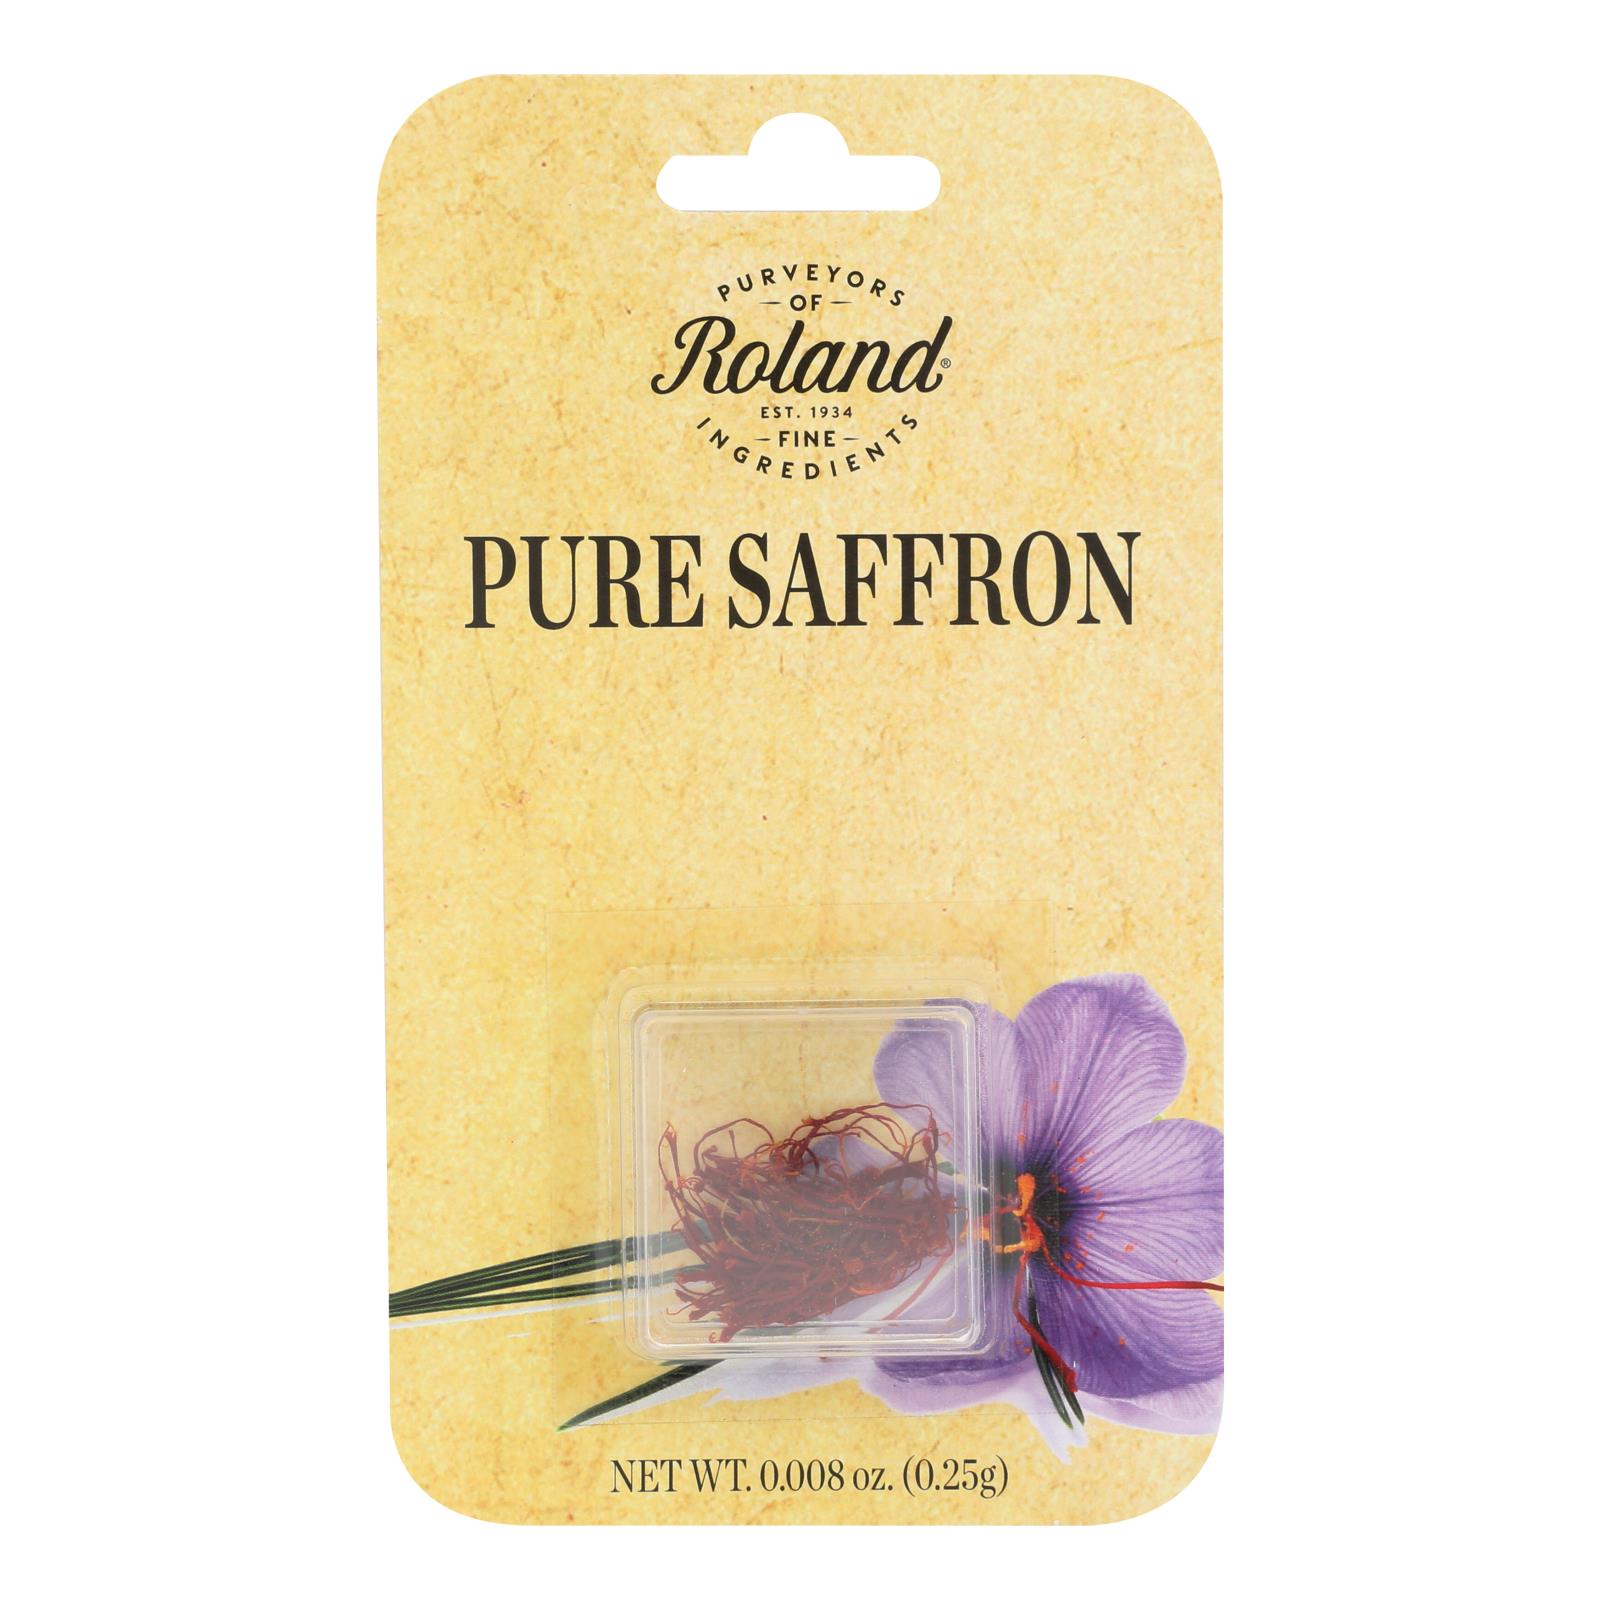 PURVEYORS
OF
Roland®
EST. 1934
FINE
INGREDIENTS
PURE SAFFRON
NET WT. 0.008 oz. (0.25g)